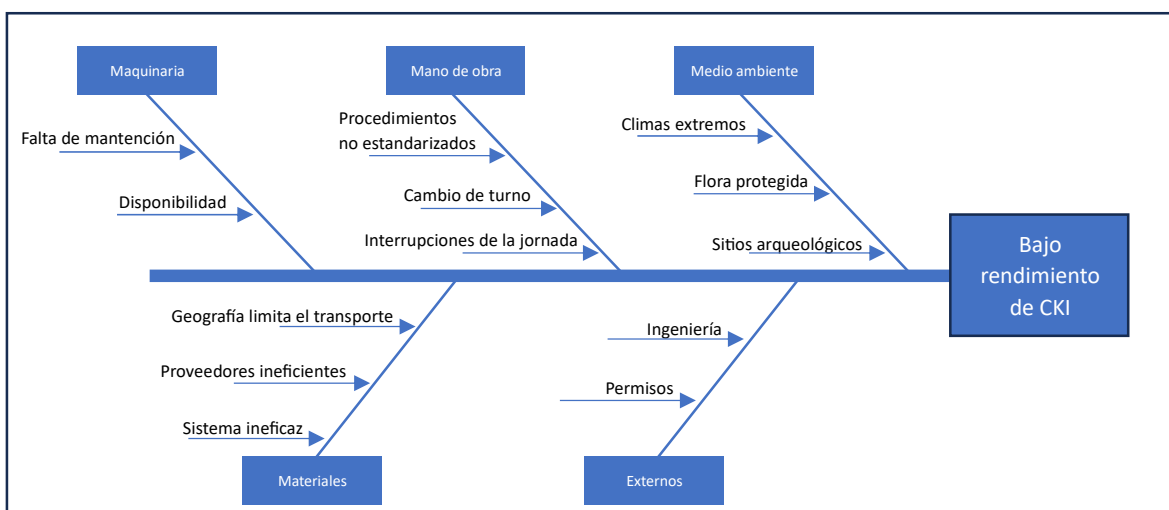 Maquinaria
Mano de obra
Medio ambiente
Falta de mantención
Disponibilidad
Procedimientos
no estandarizados
Cambio de turno
Interrupciones de la jornada
Climas extremos
Flora protegida
Sitios arqueológicos
Bajo
rendimiento
de CKI
Geografía limita el transporte
Proveedores ineficientes
Sistema ineficaz
Ingeniería
Permisos
Materiales
Externos